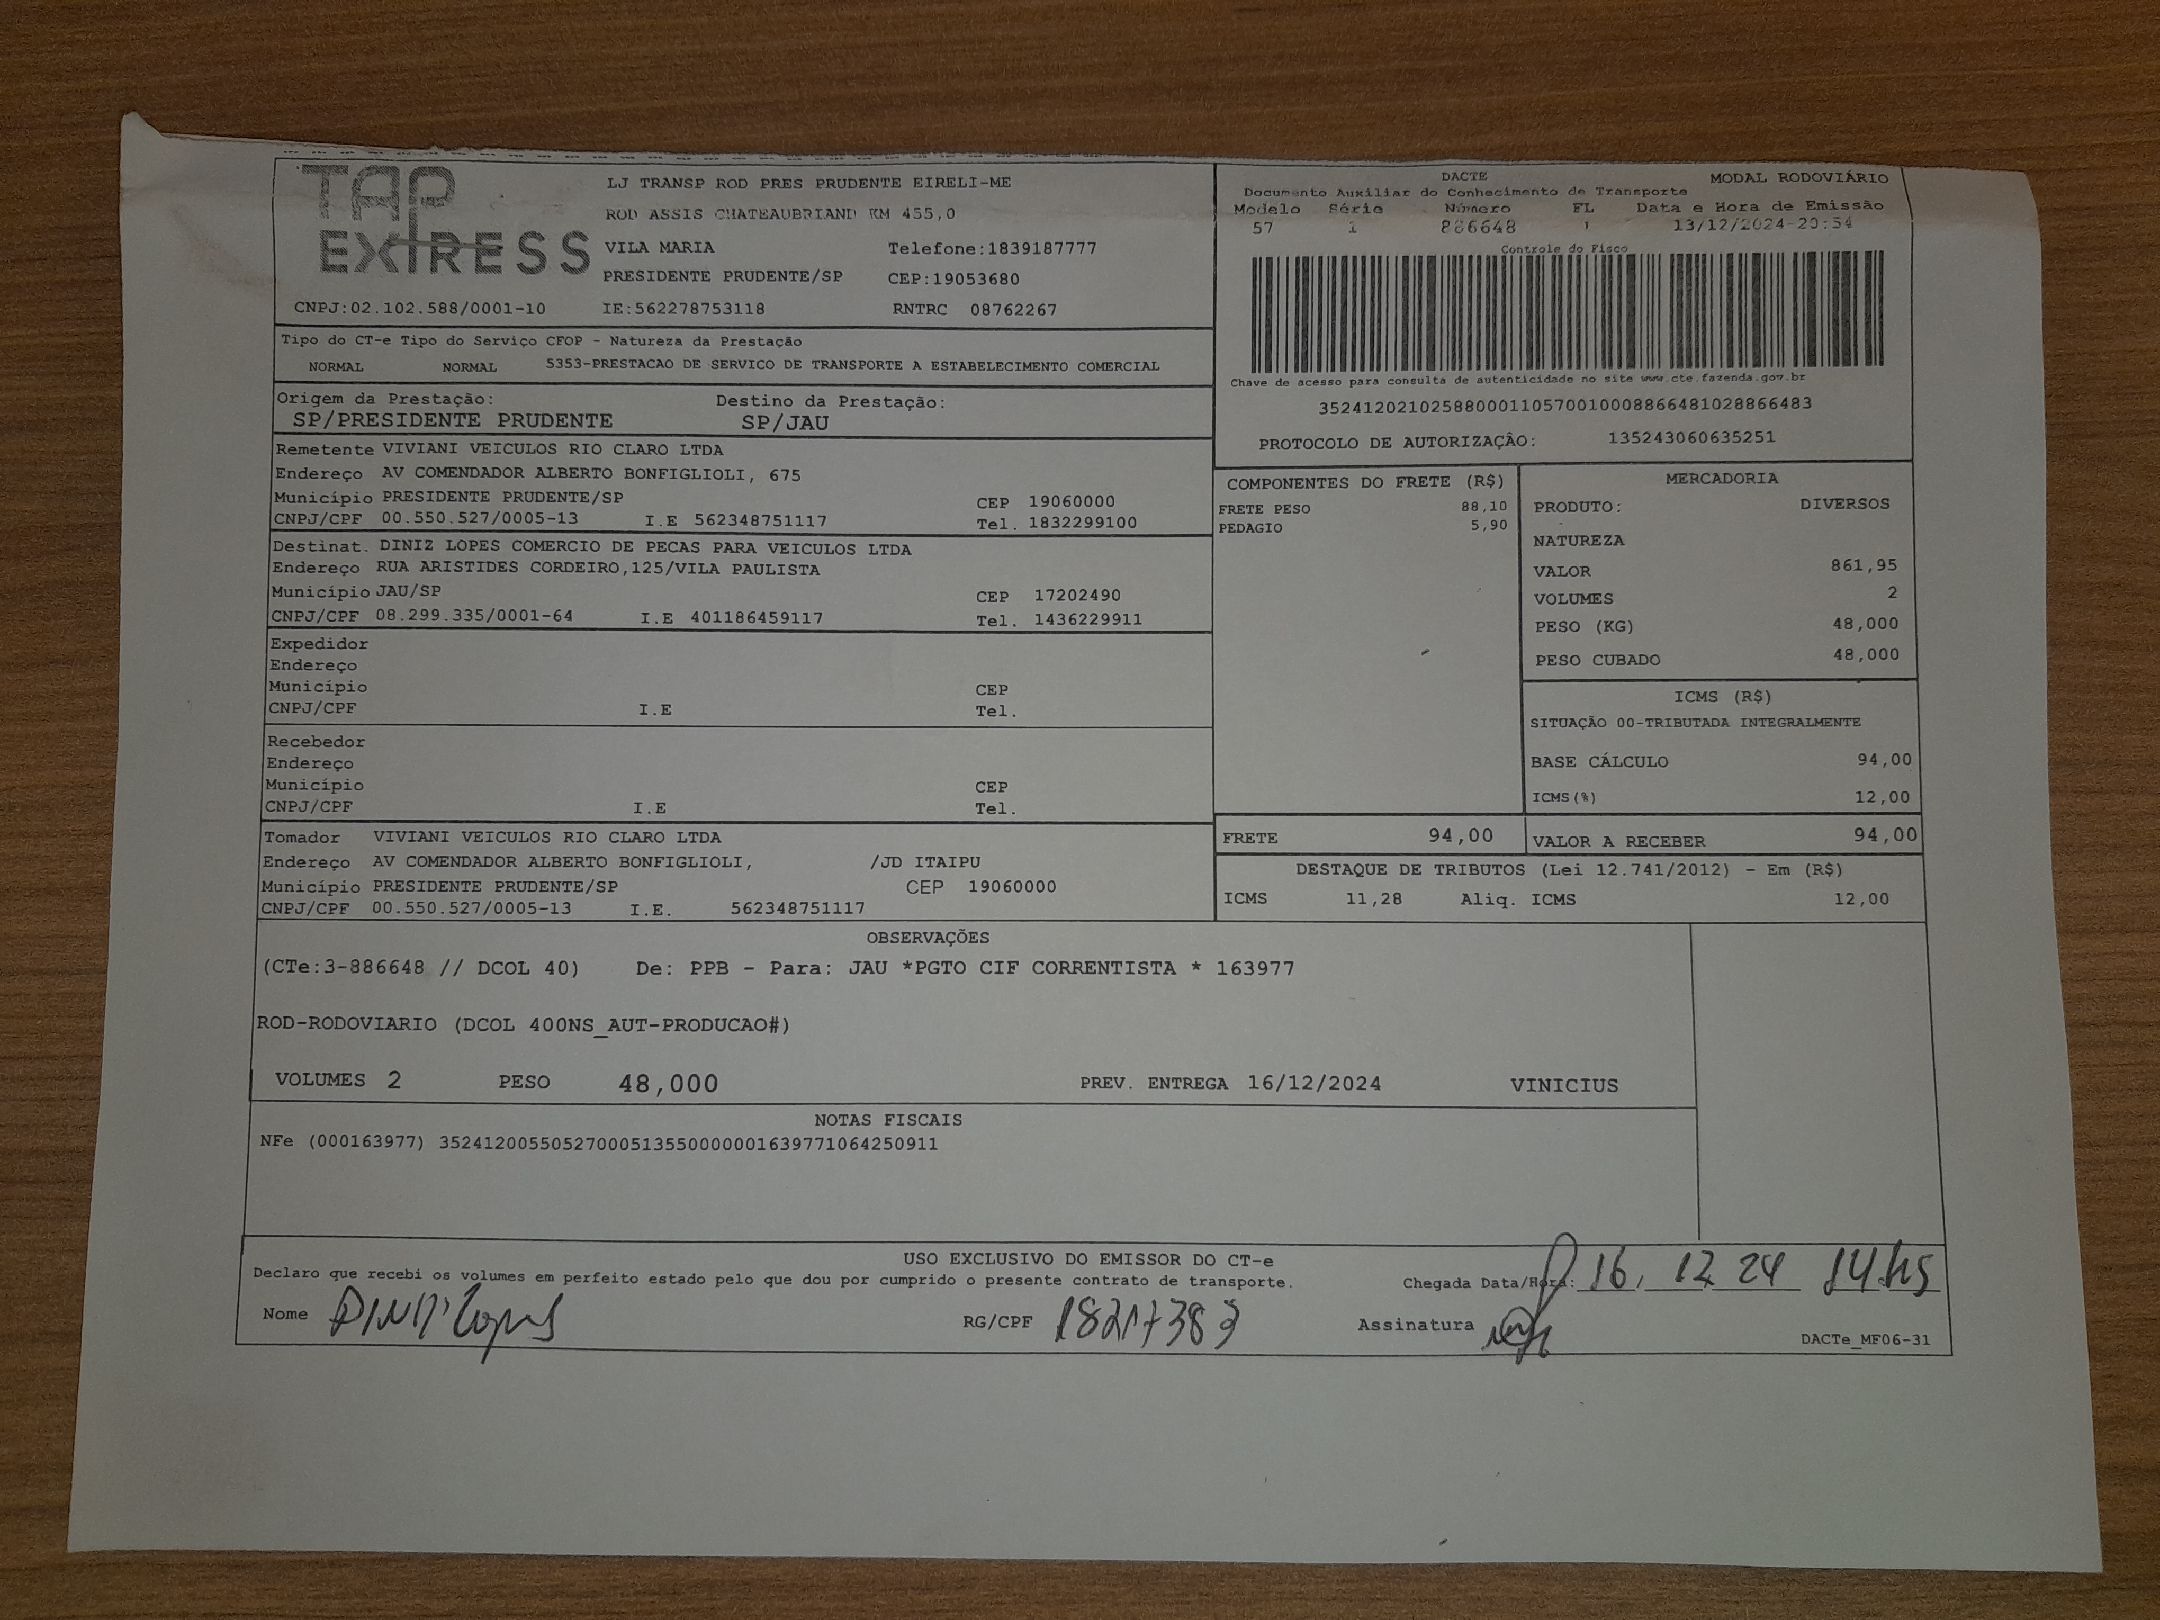 TAP
EXPRESS
LJ TRANSP ROD PRES PRUDENTE EIRELI-ME
ROD ASSIS CHATEAUBRIAND KM 455,0
VILA MARIA Telefone:1839187777
PRESIDENTE PRUDENTE/SP CEP:19053680
CNPJ:02.102.588/0001-10 IE:562278753118 RNTRC 08762267
DACTE MODAL RODOVIÁRIO
Documento Auxiliar do Conhecimento de Transporte
Modelo Série Número FL Data e Hora de Emissão
57 1 886648 1 13/12/2024-20:54
Controle do Fisco
Chave de acesso para consulta de autenticidade no site www.cte.fazenda.gov.br
35241202102588000110570010008866481028866483
PROTOCOLO DE AUTORIZAÇÃO: 135243060635251
Tipo do CT-e Tipo do Serviço CFOP - Natureza da Prestação
NORMAL NORMAL 5353-PRESTACAO DE SERVICO DE TRANSPORTE A ESTABELECIMENTO COMERCIAL
Origem da Prestação: Destino da Prestação:
SP/PRESIDENTE PRUDENTE SP/JAU
Remetente VIVIANI VEICULOS RIO CLARO LTDA
Endereço AV COMENDADOR ALBERTO BONFIGLIOLI, 675
Município PRESIDENTE PRUDENTE/SP CEP 19060000
CNPJ/CPF 00.550.527/0005-13 I.E 562348751117 Tel. 1832299100
Destinat. DINIZ LOPES COMERCIO DE PECAS PARA VEICULOS LTDA
Endereço RUA ARISTIDES CORDEIRO,125/VILA PAULISTA
Município JAU/SP CEP 17202490
CNPJ/CPF 08.299.335/0001-64 I.E 401186459117 Tel. 1436229911
Expedidor
Endereço
Município CEP
CNPJ/CPF I.E Tel.
Recebedor
Endereço
Município CEP
CNPJ/CPF I.E Tel.
Tomador VIVIANI VEICULOS RIO CLARO LTDA
Endereço AV COMENDADOR ALBERTO BONFIGLIOLI, /JD ITAIPU
Município PRESIDENTE PRUDENTE/SP CEP 19060000
CNPJ/CPF 00.550.527/0005-13 I.E. 562348751117
COMPONENTES DO FRETE (R$)
FRETE PESO 88,10
PEDAGIO 5,90
MERCADORIA
PRODUTO: DIVERSOS
NATUREZA
VALOR 861,95
VOLUMES 2
PESO (KG) 48,000
PESO CUBADO 48,000
ICMS (R$)
SITUAÇÃO 00-TRIBUTADA INTEGRALMENTE
BASE CÁLCULO 94,00
ICMS(%) 12,00
FRETE 94,00 VALOR A RECEBER 94,00
DESTAQUE DE TRIBUTOS (Lei 12.741/2012) - Em (R$)
ICMS 11,28 Aliq. ICMS 12,00
OBSERVAÇÕES
(CTe:3-886648 // DCOL 40) De: PPB - Para: JAU *PGTO CIF CORRENTISTA * 163977
ROD-RODOVIARIO (DCOL 400NS_AUT-PRODUCAO#)
VOLUMES 2 PESO 48,000 PREV. ENTREGA 16/12/2024 VINICIUS
NOTAS FISCAIS
NFe (000163977) 35241200550527000513550000001639771064250911
USO EXCLUSIVO DO EMISSOR DO CT-e
Declaro que recebi os volumes em perfeito estado pelo que dou por cumprido o presente contrato de transporte. Chegada Data/Hora: 16, 12 24 14hs
Nome Lopes RG/CPF 18217383 Assinatura
DACTe_MF06-31